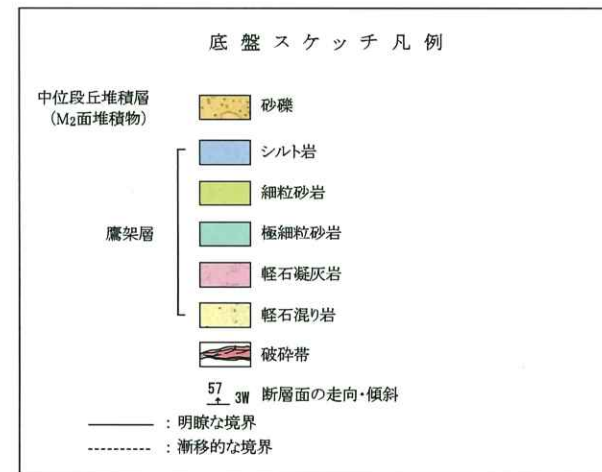 底盤スケッチ凡例
中位段丘堆積層
(M₂面堆積物)
砂礫
シルト岩
細粒砂岩
鷹架層
極細粒砂岩
軽石凝灰岩
軽石混り岩
破砕帯
57 3W 断層面の走向・傾斜
：明瞭な境界
：漸移的な境界